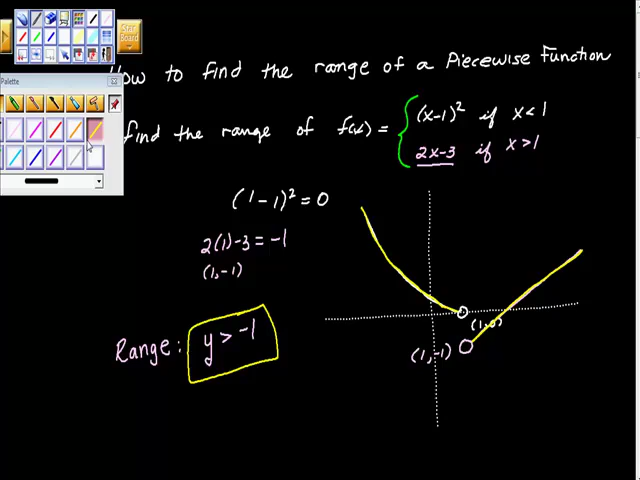 Star Board
How to find the range of a Piecewise Function
Palette
find the range of f(x) = { (x-1)² if x<1
2x-3 if x>1
(1-1)² = 0
2(1)-3 = -1
(1,-1)
(1,0)
(1,-1)
Range: y > -1